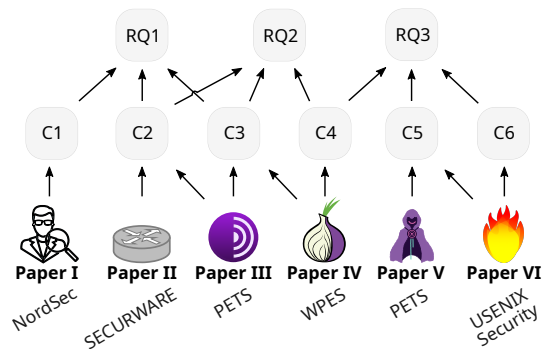 RQ1 RQ2 RQ3
C1 C2 C3 C4 C5 C6
Paper I Paper II Paper III Paper IV Paper V Paper VI
NordSec SECURWARE PETS WPES PETS USENIX
Security